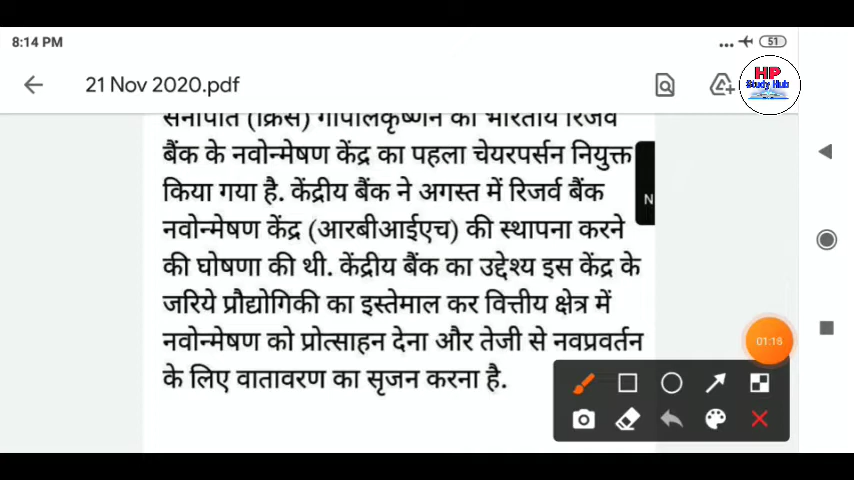 8:14 PM
51
21 Nov 2020.pdf
HP
Study Hub
सेनापति (क्रिस) गोपालकृष्णन को भारतीय रिजर्व
बैंक के नवोन्मेषण केंद्र का पहला चेयरपर्सन नियुक्त
किया गया है. केंद्रीय बैंक ने अगस्त में रिजर्व बैंक
N
नवोन्मेषण केंद्र (आरबीआईएच) की स्थापना करने
की घोषणा की थी. केंद्रीय बैंक का उद्देश्य इस केंद्र के
जरिये प्रौद्योगिकी का इस्तेमाल कर वित्तीय क्षेत्र में
नवोन्मेषण को प्रोत्साहन देना और तेजी से नवप्रवर्तन
01:16
के लिए वातावरण का सृजन करना है.